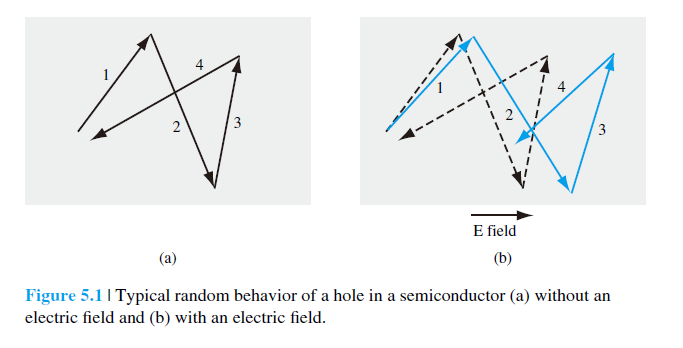 1
4
2
3
1
4
2
3
E field
(a)
(b)
Figure 5.1 | Typical random behavior of a hole in a semiconductor (a) without an
electric field and (b) with an electric field.